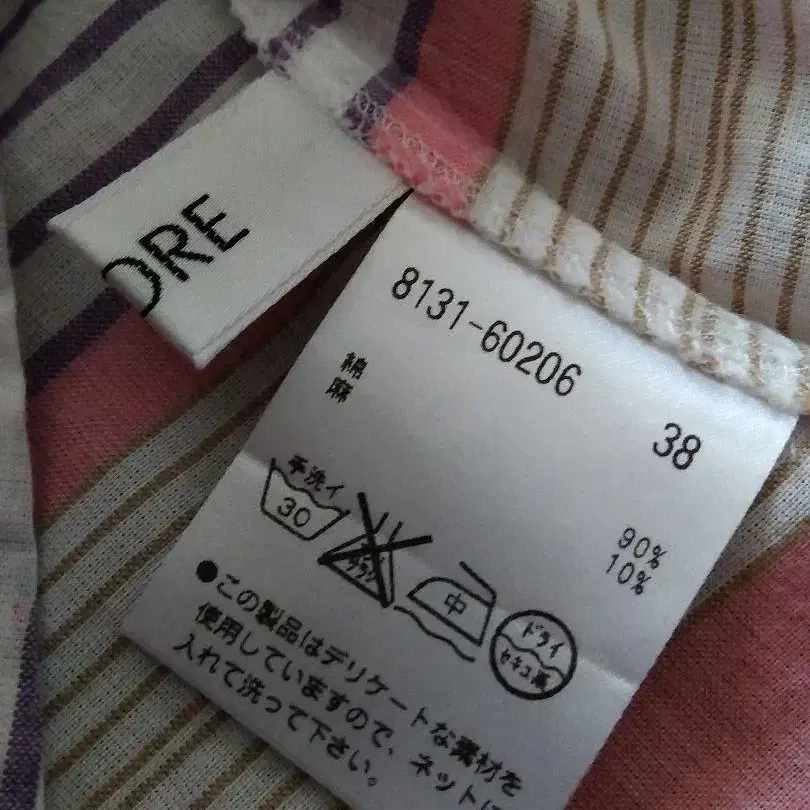 ORE
8131-60206
38
綿 90%
麻 10%
手洗イ
30
中
ドライ
セキユ系
●この製品はデリケートな素材を
使用していますので、ネットに
入れて洗って下さい。